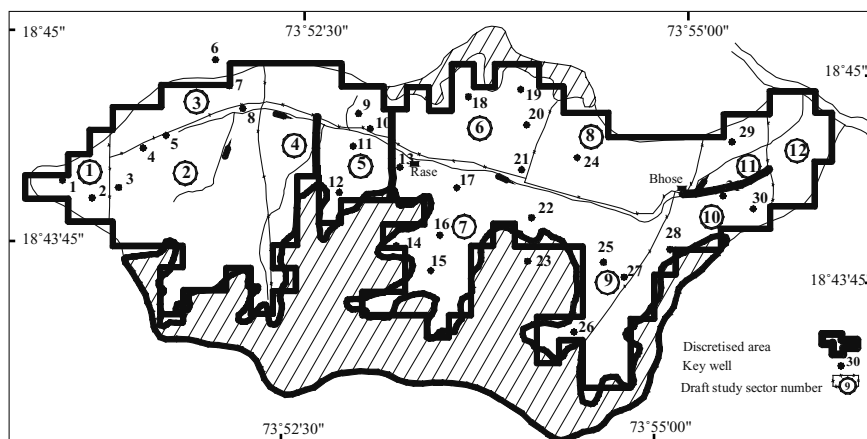 18°45" 73°52'30" 73°55'00"
6
18°45"
7 19
3 9 18
8 10 20 6 8 29
5 4 11 12
4 5 13 21 24
1 2 Rase Bhose 11
1 2 3 12 17 30
10
16 7 22
18°43'45" 14 25 28
15 23 9 27 18°43'45"
26
Discretised area
Key well 30
Draft study sector number 9
73°52'30" 73°55'00"